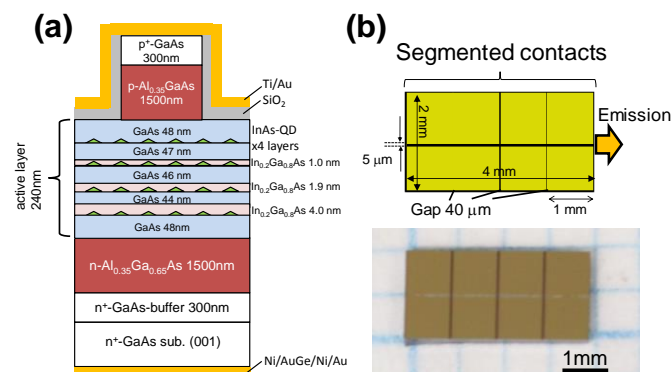 (a)
p⁺-GaAs
300nm
p-Al₀.₃₅GaAs
1500nm
Ti/Au
SiO₂
GaAs 48 nm
InAs-QD
x4 layers
GaAs 47 nm
In₀.₂Ga₀.₈As 1.0 nm
GaAs 46 nm
In₀.₂Ga₀.₈As 1.9 nm
GaAs 44 nm
In₀.₂Ga₀.₈As 4.0 nm
GaAs 48nm
active layer
240nm
n-Al₀.₃₅Ga₀.₆₅As 1500nm
n⁺-GaAs-buffer 300nm
n⁺-GaAs sub. (001)
Ni/AuGe/Ni/Au
(b)
Segmented contacts
Emission
2 mm
5 μm
4 mm
Gap 40 μm
1 mm
1mm